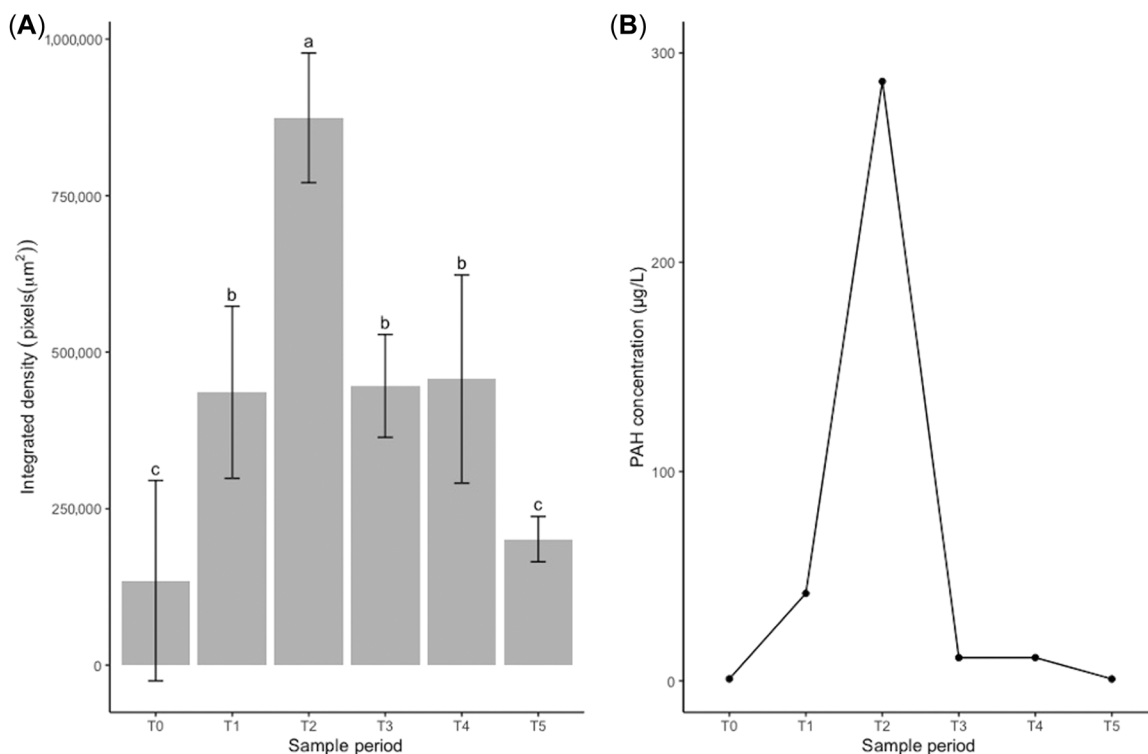 (A)
1,000,000
750,000
500,000
250,000
0
Integrated density (pixels(μm²))
c
b
a
b
b
c
T0 T1 T2 T3 T4 T5
Sample period
(B)
300
200
100
0
PAH concentration (μg/L)
T0 T1 T2 T3 T4 T5
Sample period